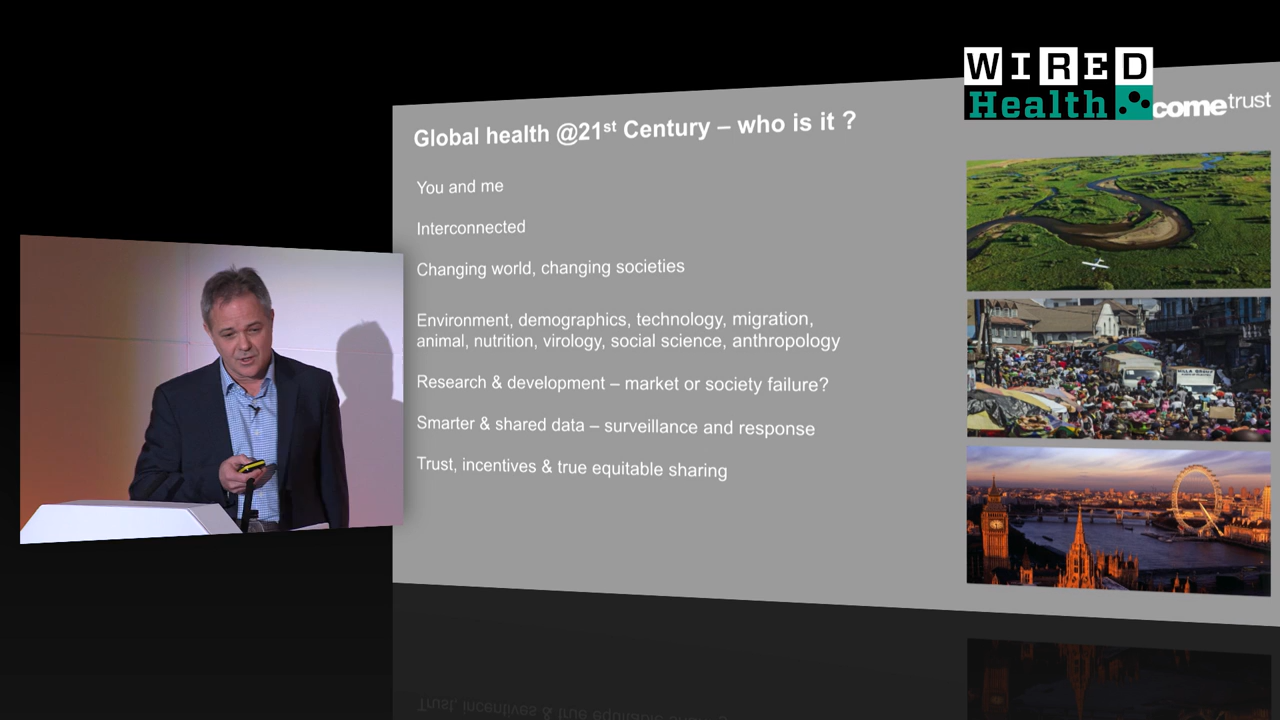 WIRED
Health
come trust
Global health @21st Century – who is it ?
You and me
Interconnected
Changing world, changing societies
Environment, demographics, technology, migration,
animal, nutrition, virology, social science, anthropology
Research & development – market or society failure?
Smarter & shared data – surveillance and response
Trust, incentives & true equitable sharing